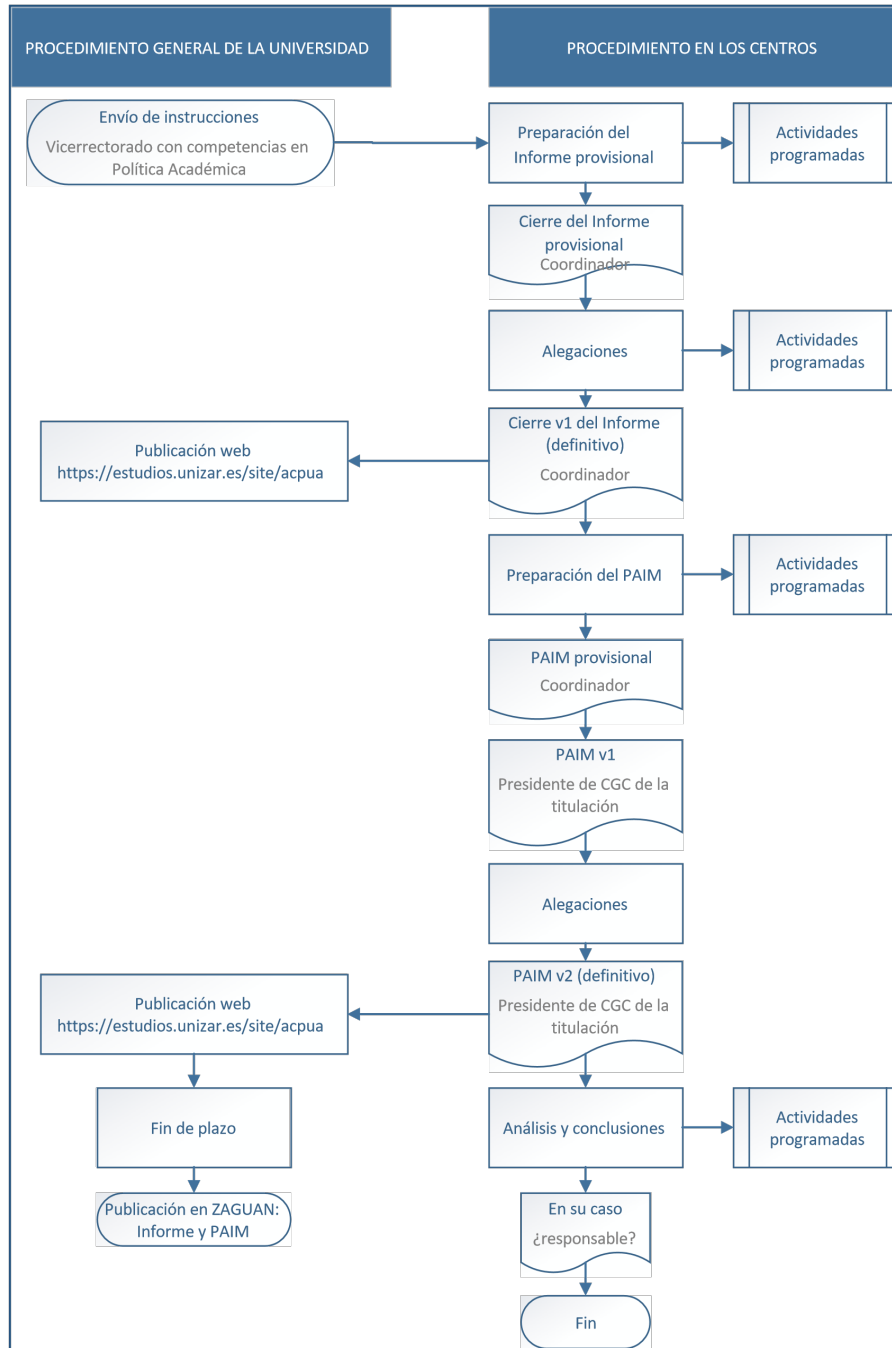 PROCEDIMIENTO GENERAL DE LA UNIVERSIDAD
PROCEDIMIENTO EN LOS CENTROS
Envío de instrucciones
Vicerrectorado con competencias en
Política Académica
Preparación del
Informe provisional
Actividades
programadas
Cierre del Informe
provisional
Coordinador
Alegaciones
Actividades
programadas
Cierre v1 del Informe
(definitivo)
Coordinador
Publicación web
https://estudios.unizar.es/site/acpua
Preparación del PAIM
Actividades
programadas
PAIM provisional
Coordinador
PAIM v1
Presidente de CGC de la
titulación
Alegaciones
PAIM v2 (definitivo)
Presidente de CGC de la
titulación
Publicación web
https://estudios.unizar.es/site/acpua
Fin de plazo
Análisis y conclusiones
Actividades
programadas
Publicación en ZAGUAN:
Informe y PAIM
En su caso
¿responsable?
Fin